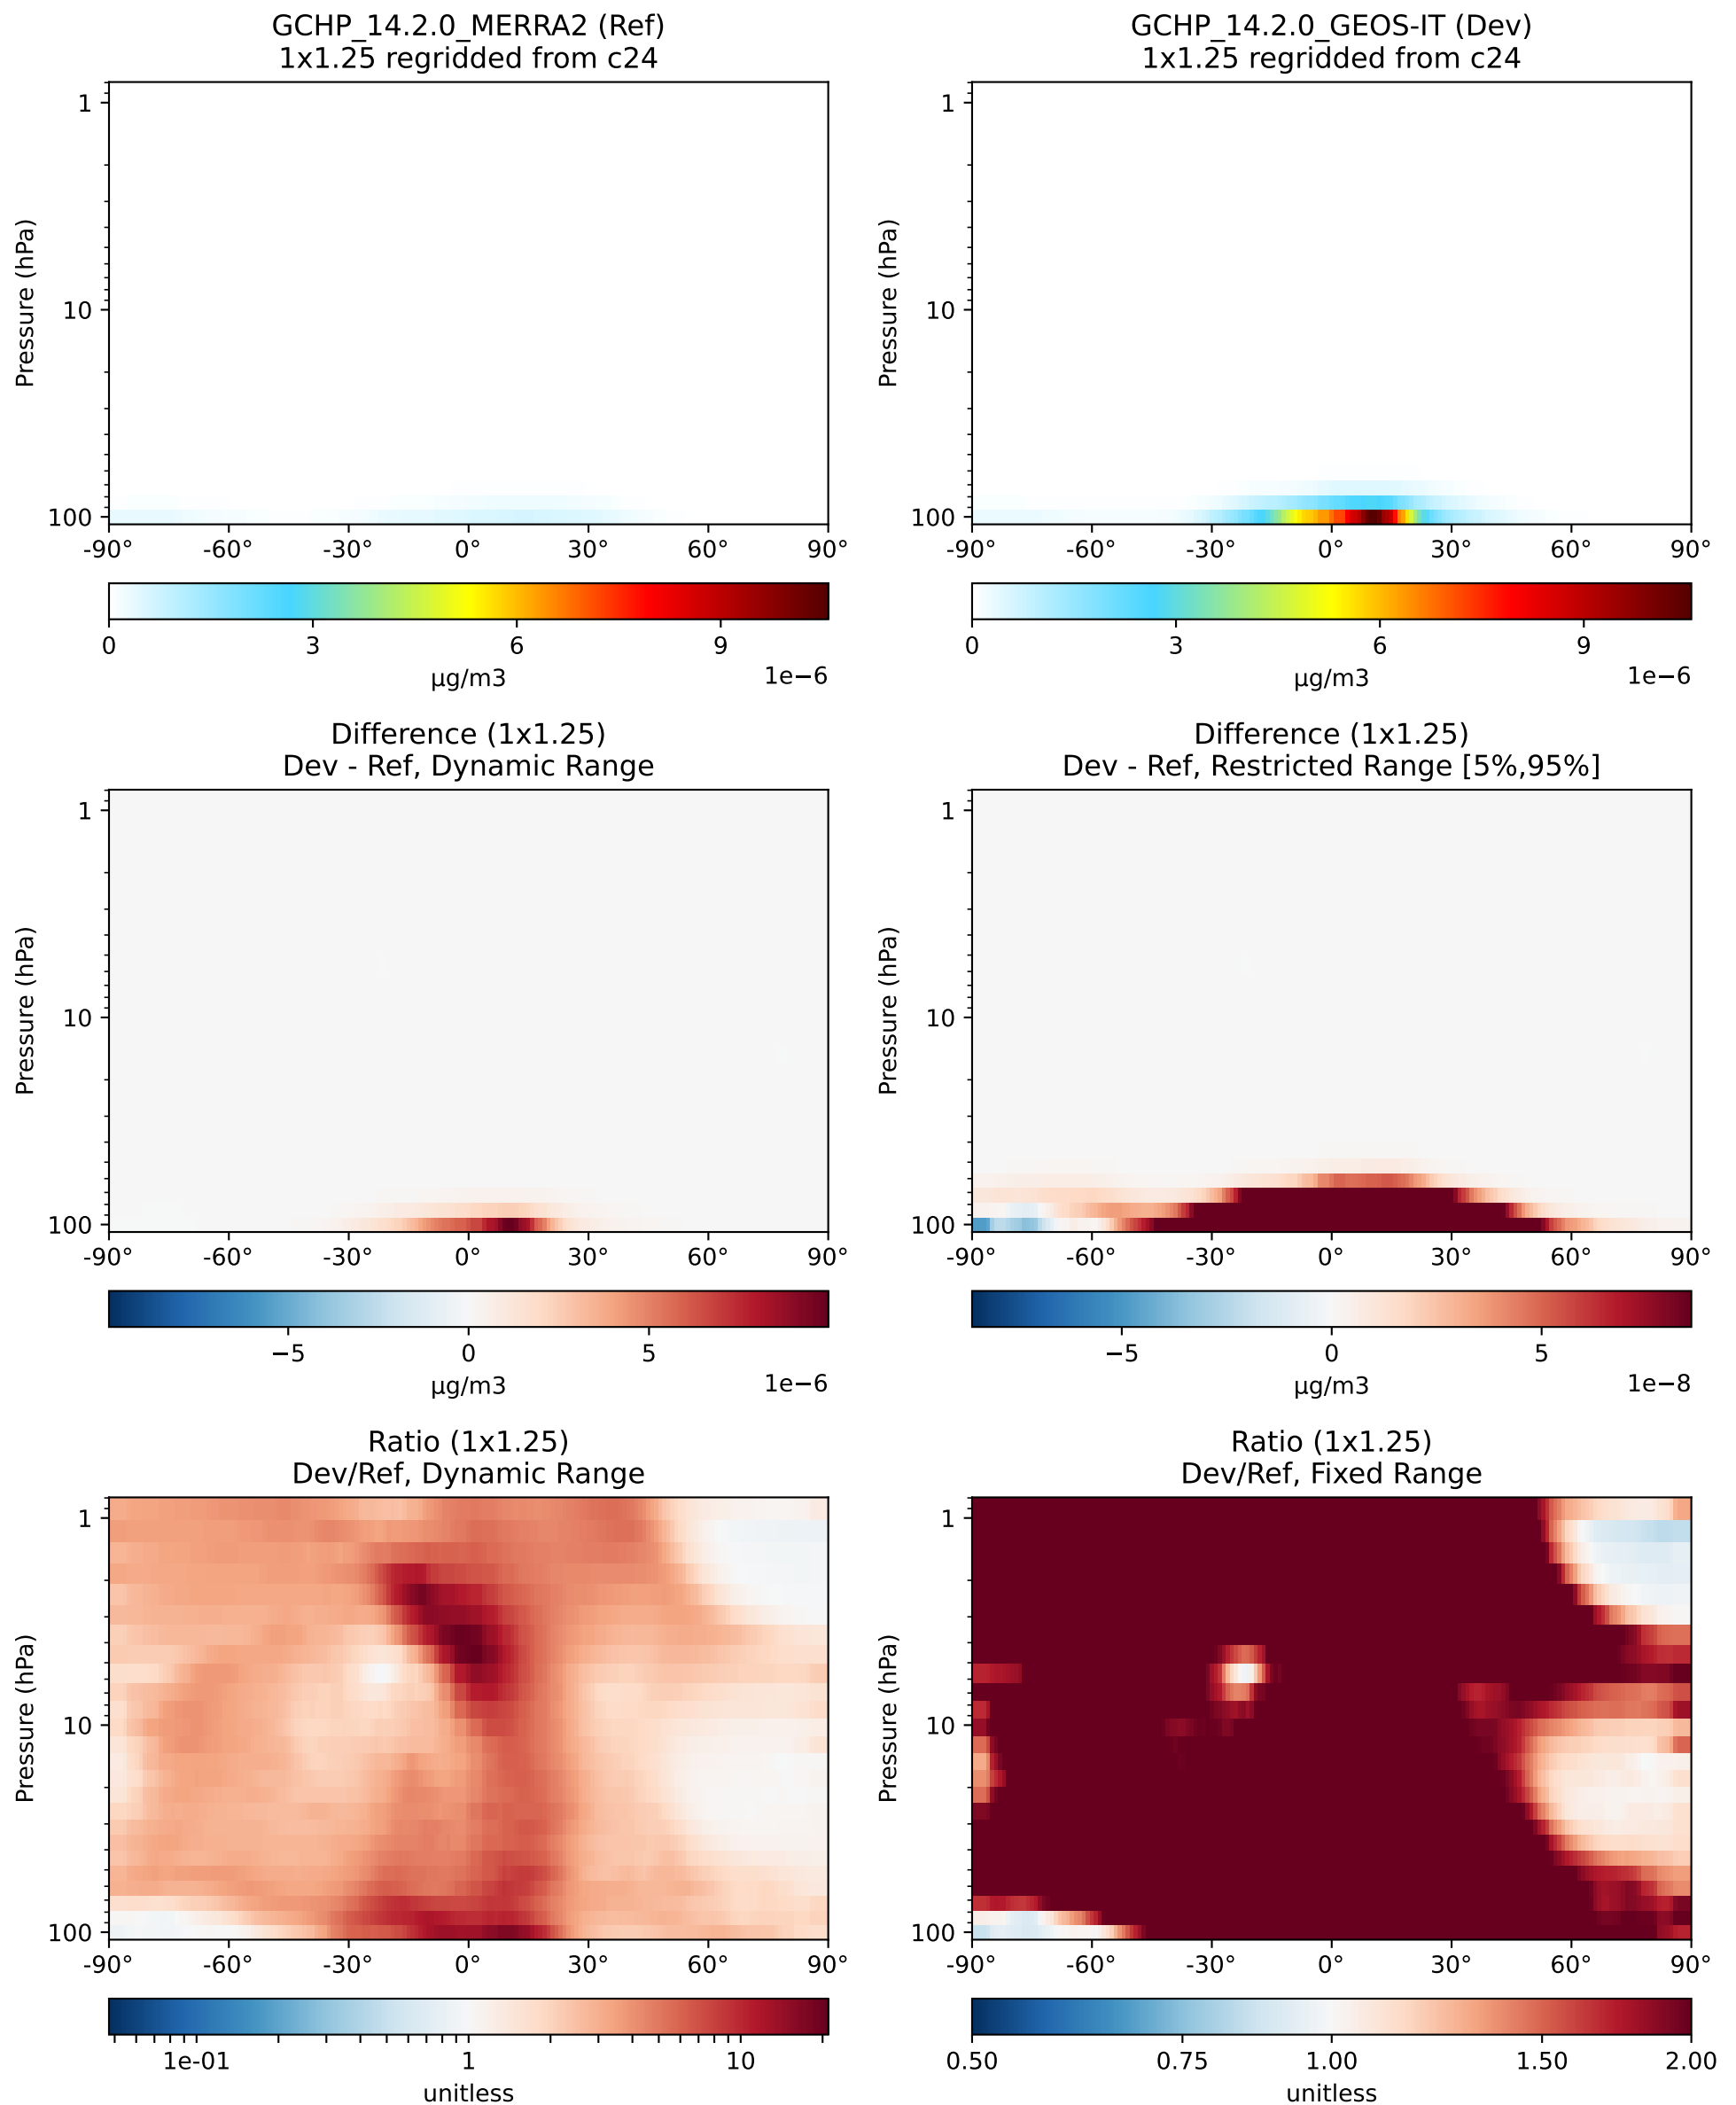 GCHP_14.2.0_MERRA2 (Ref)
1x1.25 regridded from c24
Pressure (hPa)
1
10
100
-90° -60° -30° 0° 30° 60° 90°
0 3 6 9
1e−6
µg/m3
GCHP_14.2.0_GEOS-IT (Dev)
1x1.25 regridded from c24
Pressure (hPa)
1
10
100
-90° -60° -30° 0° 30° 60° 90°
0 3 6 9
1e−6
µg/m3
Difference (1x1.25)
Dev - Ref, Dynamic Range
Pressure (hPa)
1
10
100
-90° -60° -30° 0° 30° 60° 90°
−5 0 5
1e−6
µg/m3
Difference (1x1.25)
Dev - Ref, Restricted Range [5%,95%]
Pressure (hPa)
1
10
100
-90° -60° -30° 0° 30° 60° 90°
−5 0 5
1e−8
µg/m3
Ratio (1x1.25)
Dev/Ref, Dynamic Range
Pressure (hPa)
1
10
100
-90° -60° -30° 0° 30° 60° 90°
1e-01 1 10
unitless
Ratio (1x1.25)
Dev/Ref, Fixed Range
Pressure (hPa)
1
10
100
-90° -60° -30° 0° 30° 60° 90°
0.50 0.75 1.00 1.50 2.00
unitless